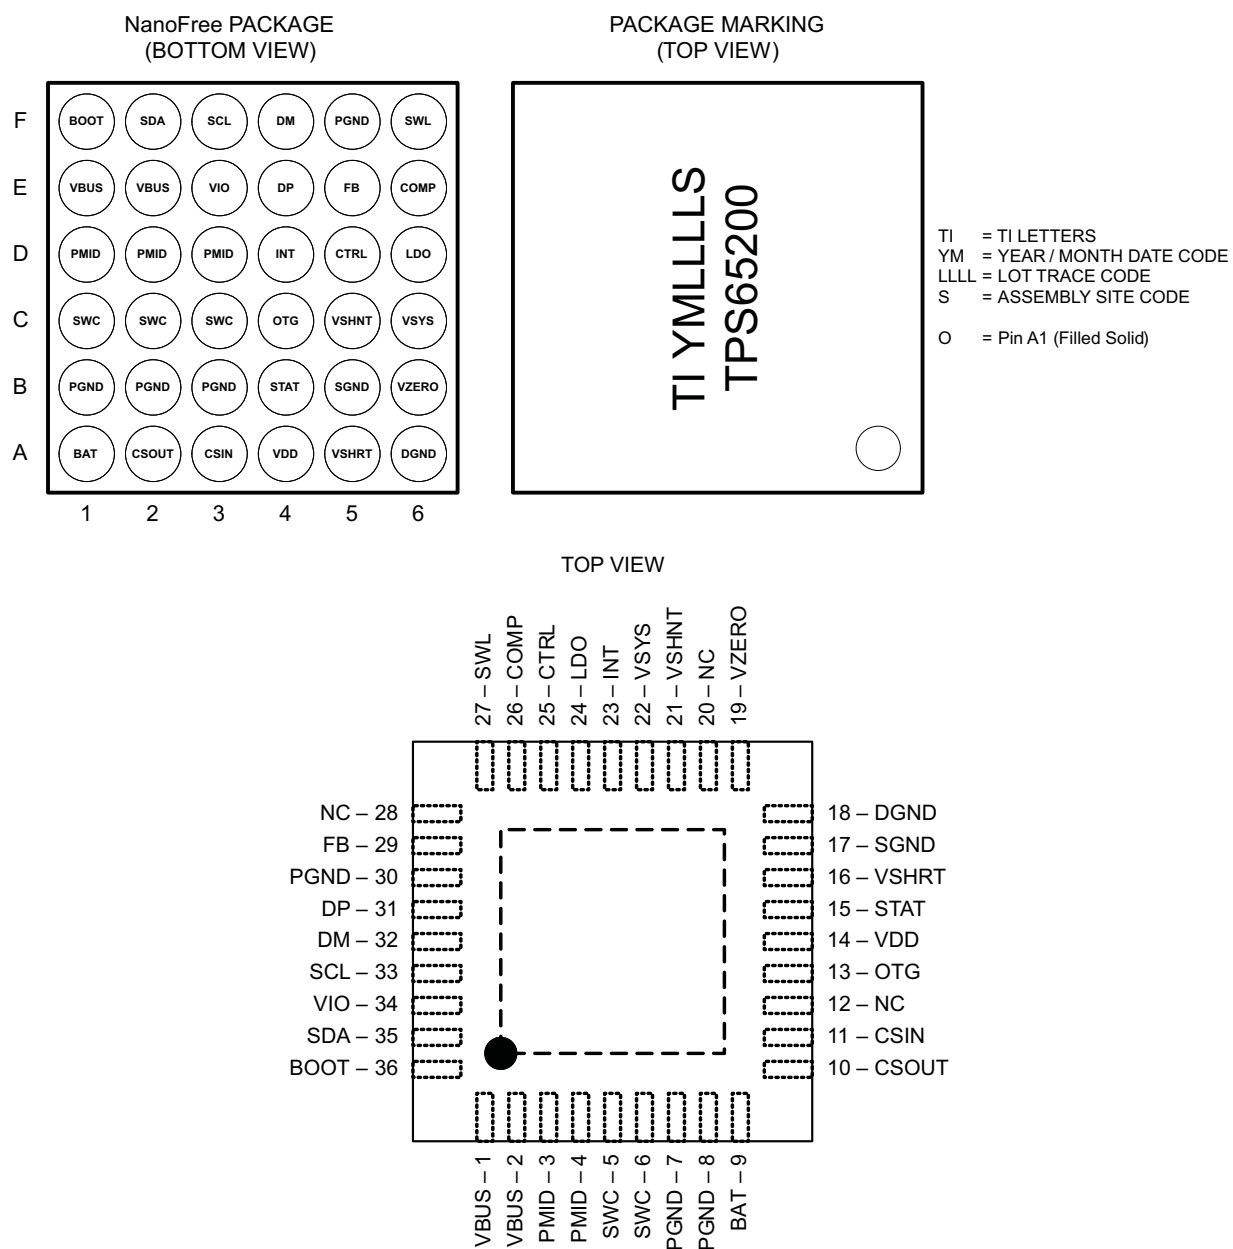 NanoFree PACKAGE
(BOTTOM VIEW)
PACKAGE MARKING
(TOP VIEW)
F
BOOT SDA SCL DM PGND SWL
E
VBUS VBUS VIO DP FB COMP
D
PMID PMID PMID INT CTRL LDO
C
SWC SWC SWC OTG VSHNT VSYS
B
PGND PGND PGND STAT SGND VZERO
A
BAT CSOUT CSIN VDD VSHRT DGND
1 2 3 4 5 6
TI YMLLLLS
TPS65200
TI = TI LETTERS
YM = YEAR / MONTH DATE CODE
LLLL = LOT TRACE CODE
S = ASSEMBLY SITE CODE
O = Pin A1 (Filled Solid)
TOP VIEW
27 – SWL
26 – COMP
25 – CTRL
24 – LDO
23 – INT
22 – VSYS
21 – VSHNT
20 – NC
19 – VZERO
NC – 28
FB – 29
PGND – 30
DP – 31
DM – 32
SCL – 33
VIO – 34
SDA – 35
BOOT – 36
18 – DGND
17 – SGND
16 – VSHRT
15 – STAT
14 – VDD
13 – OTG
12 – NC
11 – CSIN
10 – CSOUT
VBUS – 1
VBUS – 2
PMID – 3
PMID – 4
SWC – 5
SWC – 6
PGND – 7
PGND – 8
BAT – 9